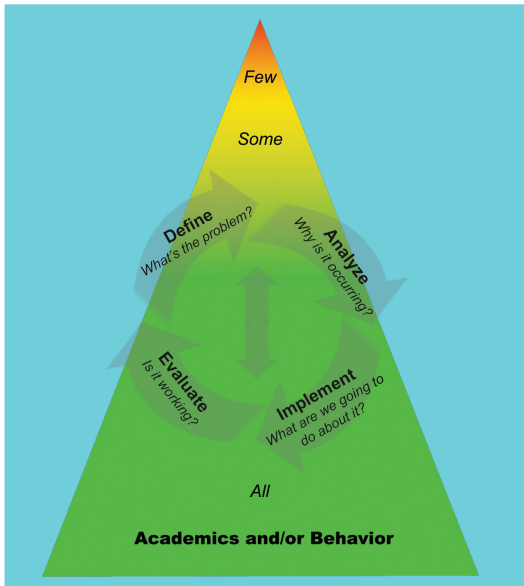 Few
Some
Define
What's the problem?
Analyze
Why is it occurring?
Implement
What are we going to
do about it?
Evaluate
Is it working?
All
Academics and/or Behavior